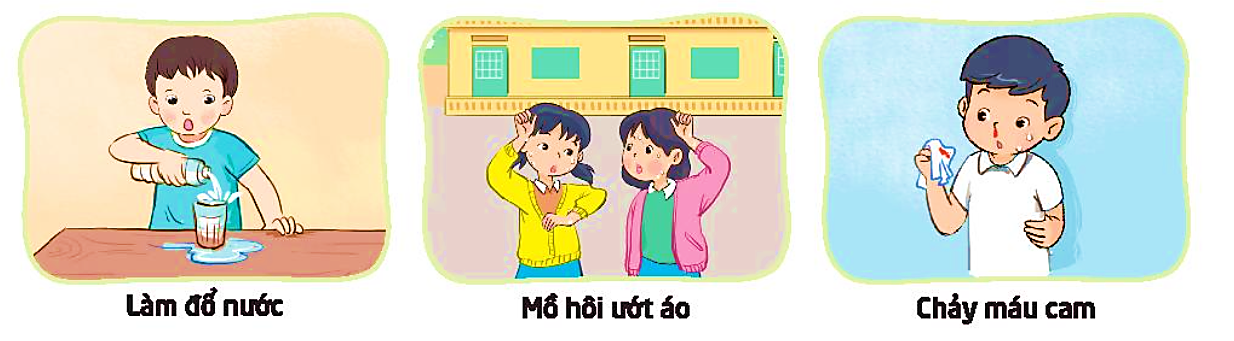 Làm đổ nước
Mồ hôi ướt áo
Chảy máu cam